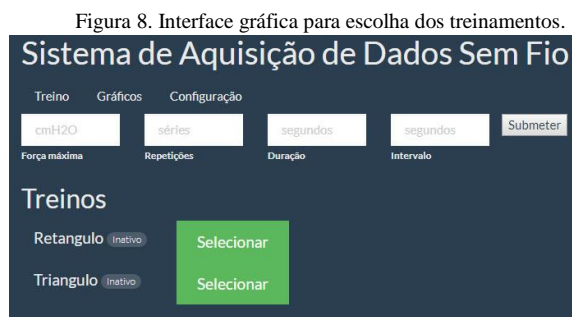 Figura 8. Interface gráfica para escolha dos treinamentos.
Sistema de Aquisição de Dados Sem Fio
Treino Gráficos Configuração
cmH2O séries segundos segundos Submeter
Força máxima Repetições Duração Intervalo
Treinos
Retangulo Inativo Selecionar
Triangulo Inativo Selecionar